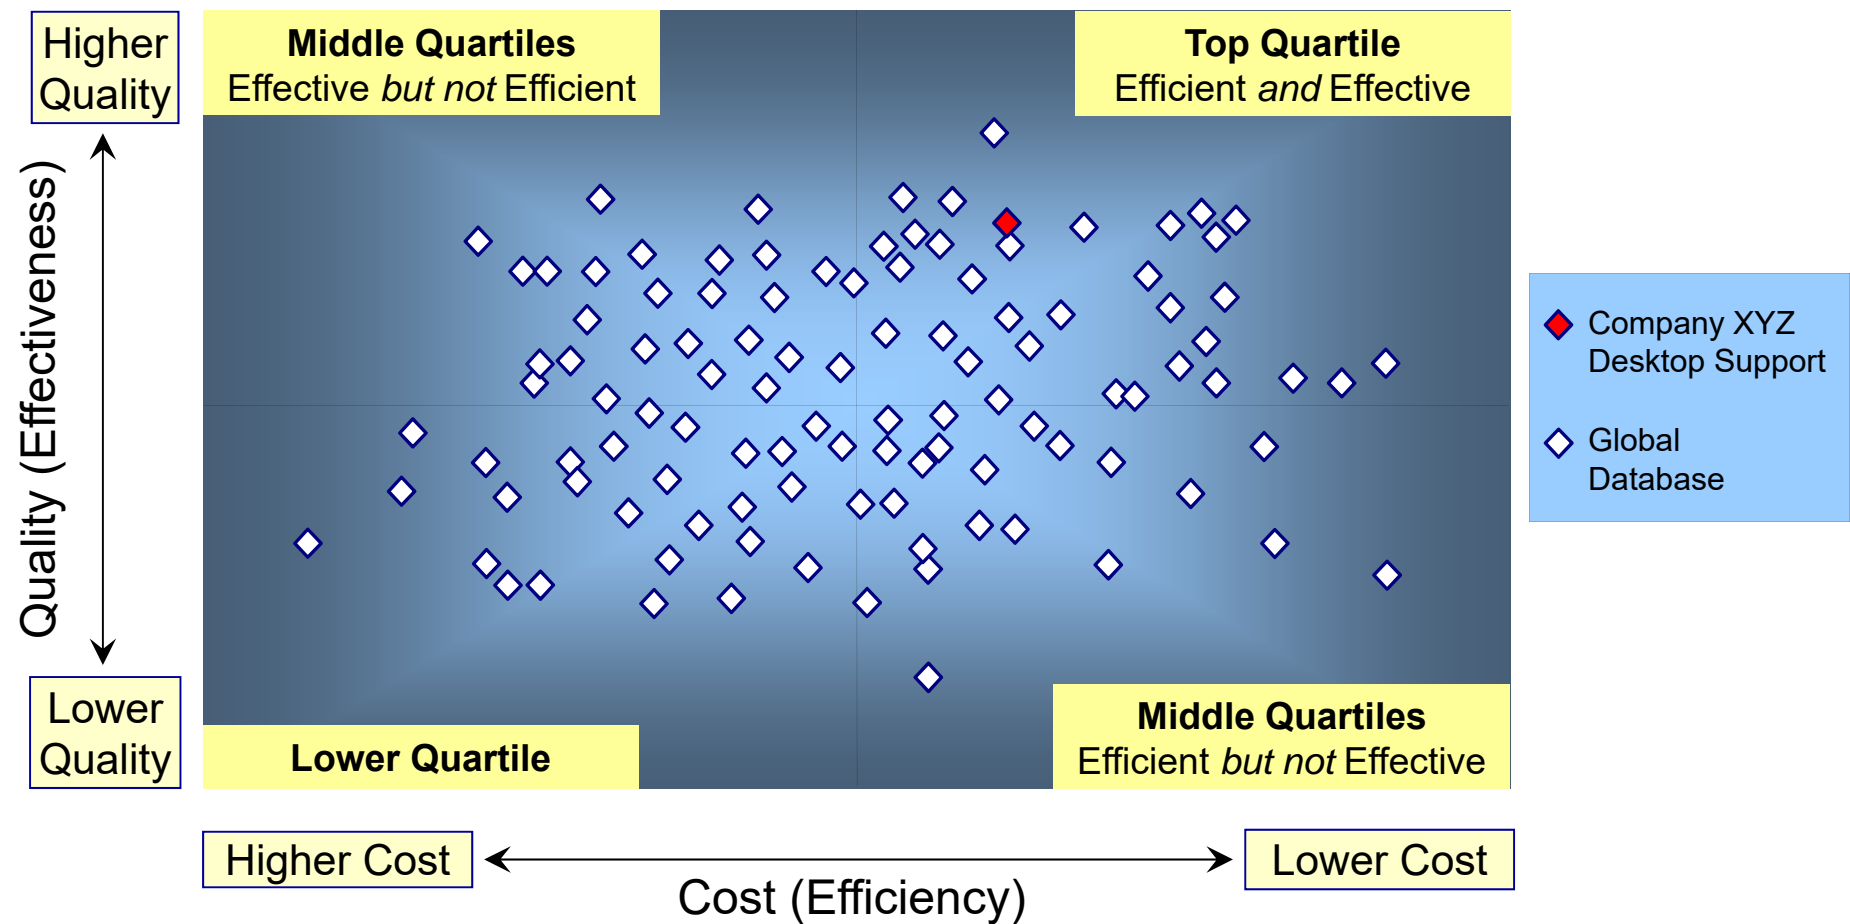 Higher
Quality
Middle Quartiles
Effective but not Efficient
Top Quartile
Efficient and Effective
Quality (Effectiveness)
Company XYZ
Desktop Support
Global
Database
Lower
Quality
Lower Quartile
Middle Quartiles
Efficient but not Effective
Higher Cost
Lower Cost
Cost (Efficiency)